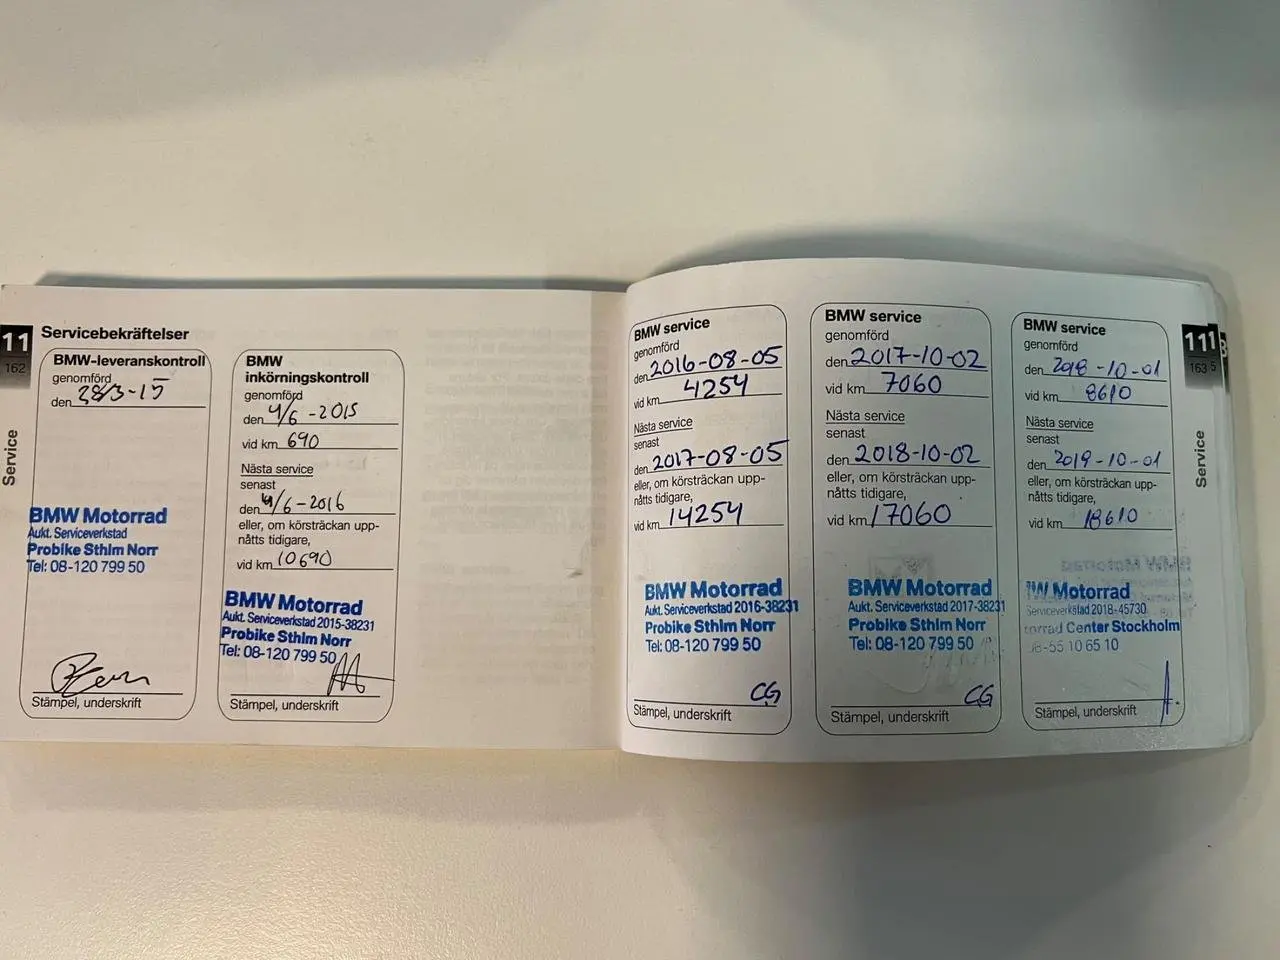 11
162
Service
Servicebekräftelser
BMW-leveranskontroll
genomförd
den 28/3-15
BMW Motorrad
Aukt. Serviceverkstad
Probike Sthlm Norr
Tel: 08-120 799 50
Stämpel, underskrift
BMW
inkörningskontroll
genomförd
den 4/6-2015
vid km 690
Nästa service
senast
den 4/6-2016
eller, om körsträckan upp-
nåtts tidigare,
vid km 10690
BMW Motorrad
Aukt. Serviceverkstad 2015-38231
Probike Sthlm Norr
Tel: 08-120 799 50
Stämpel, underskrift
BMW service
genomförd
den 2016-08-05
vid km 4254
Nästa service
senast
den 2017-08-05
eller, om körsträckan upp-
nåtts tidigare,
vid km 14254
BMW Motorrad
Aukt. Serviceverkstad 2016-38231
Probike Sthlm Norr
Tel: 08-120 799 50
CG
Stämpel, underskrift
BMW service
genomförd
den 2017-10-02
vid km 7060
Nästa service
senast
den 2018-10-02
eller, om körsträckan upp-
nåtts tidigare,
vid km 17060
BMW Motorrad
Aukt. Serviceverkstad 2017-38231
Probike Sthlm Norr
Tel: 08-120 799 50
CG
Stämpel, underskrift
BMW service
genomförd
den 2018-10-01
vid km 8610
Nästa service
senast
den 2019-10-01
eller, om körsträckan upp-
nåtts tidigare,
vid km 18610
Motorrad
Serviceverkstad 2018-45730
Center Stockholm
08-55 10 65 10
Stämpel, underskrift
11
163
Service